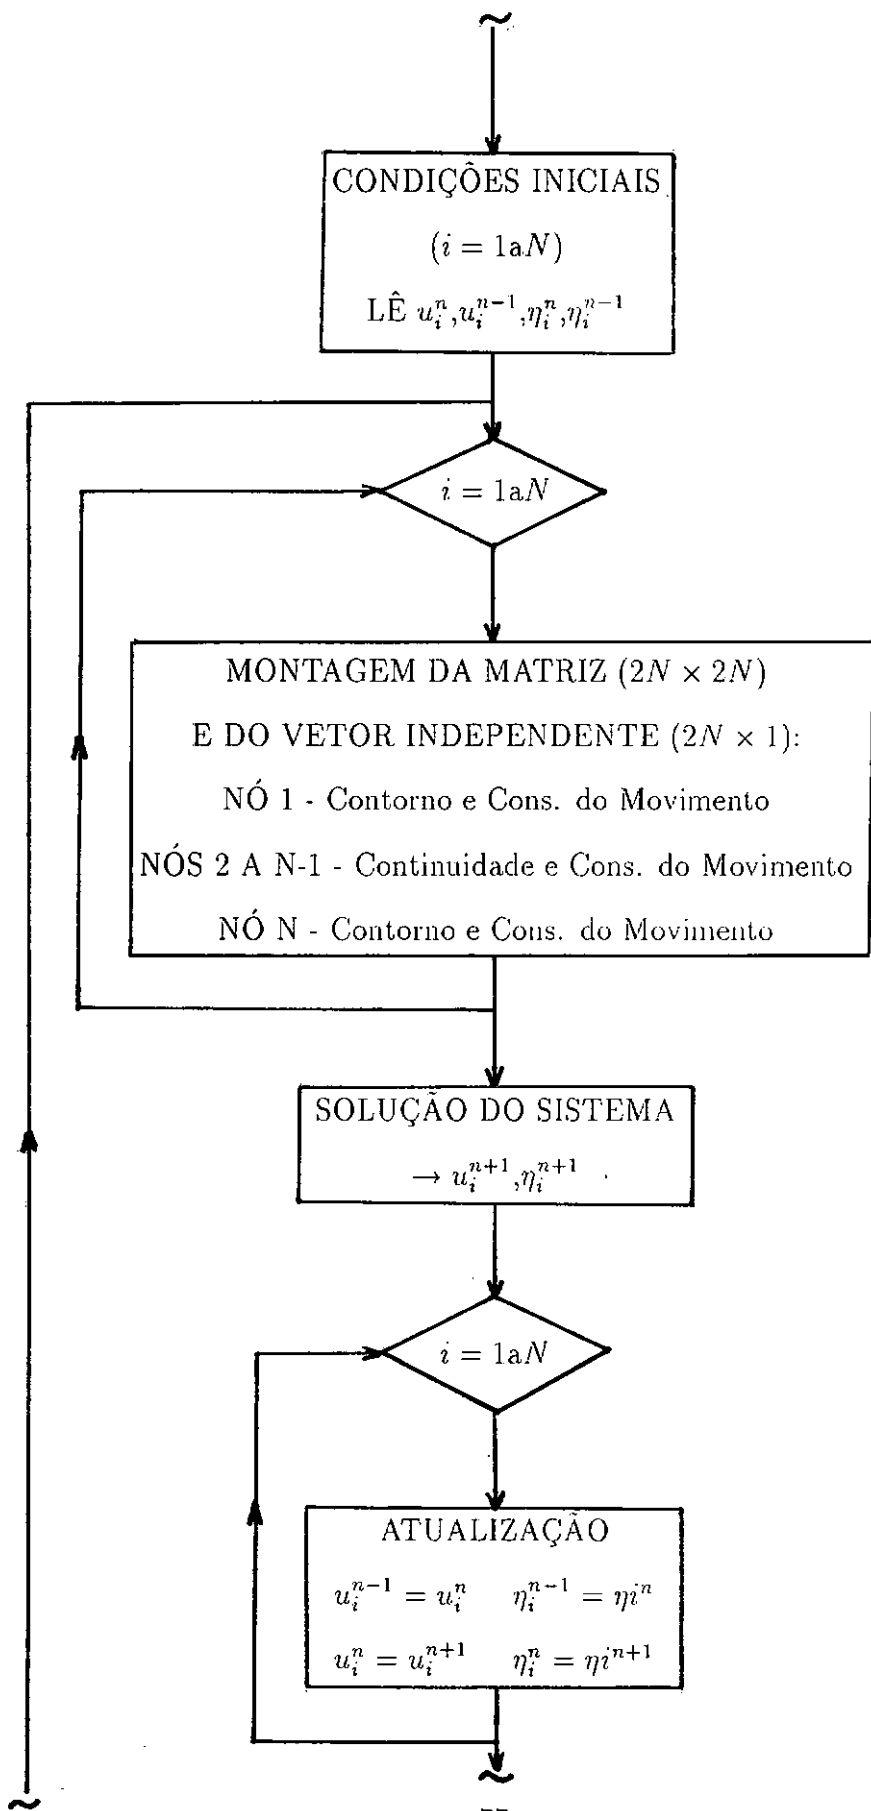 CONDIÇÕES INICIAIS
(i = 1aN)
LÊ u_i^n,u_i^{n-1},η_i^n,η_i^{n-1}
i = 1aN
MONTAGEM DA MATRIZ (2N × 2N)
E DO VETOR INDEPENDENTE (2N × 1):
NÓ 1 - Contorno e Cons. do Movimento
NÓS 2 A N-1 - Continuidade e Cons. do Movimento
NÓ N - Contorno e Cons. do Movimento
SOLUÇÃO DO SISTEMA
→ u_i^{n+1},η_i^{n+1}
i = 1aN
ATUALIZAÇÃO
u_i^{n-1} = u_i^n η_i^{n-1} = ηi^n
u_i^n = u_i^{n+1} η_i^n = ηi^{n+1}